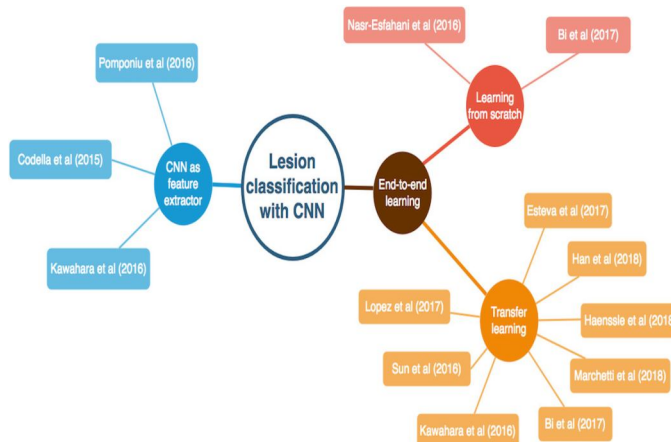 Nasr-Esfahani et al (2016)
Bi et al (2017)
Pomponiu et al (2016)
Learning
from scratch
Codella et al (2015)
CNN as
feature
extractor
Lesion
classification
with CNN
End-to-end
learning
Kawahara et al (2016)
Esteva et al (2017)
Han et al (2018)
Lopez et al (2017)
Transfer
learning
Haenssle et al (2018
Sun et al (2016)
Marchetti et al (2018)
Kawahara et al (2016)
Bi et al (2017)